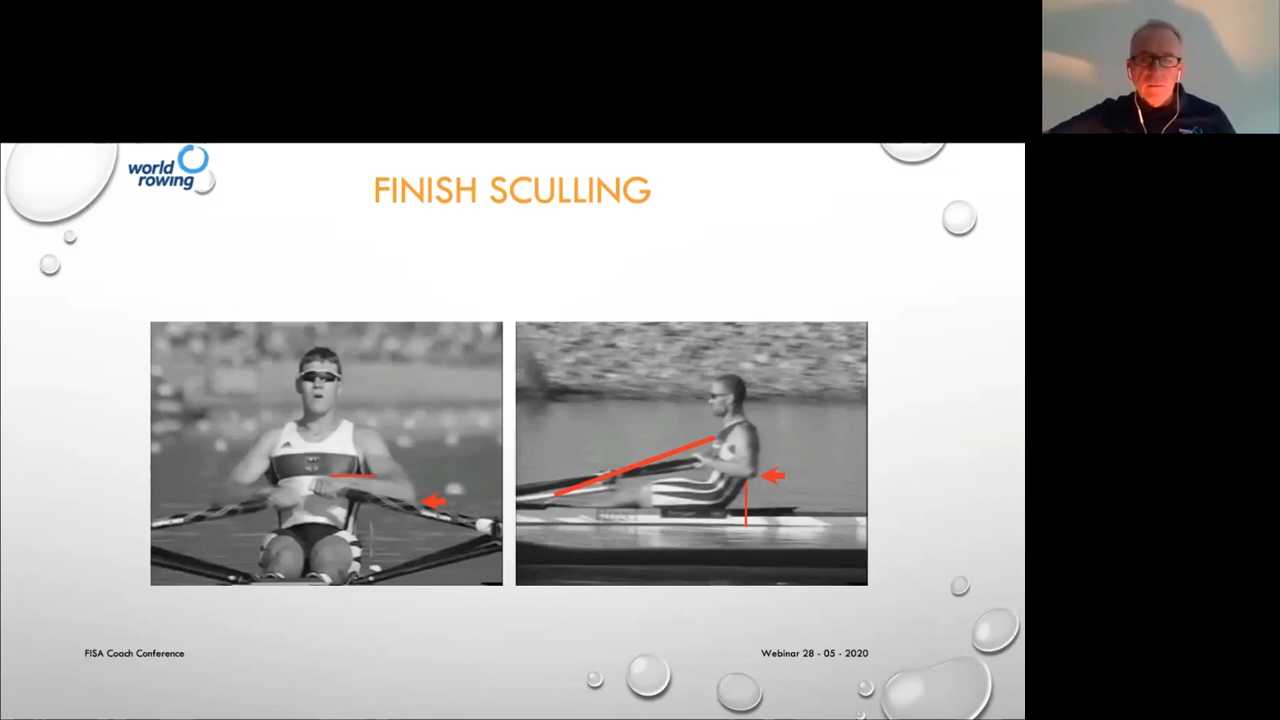 world
rowing
FINISH SCULLING
FISA Coach Conference
Webinar 28 - 05 - 2020